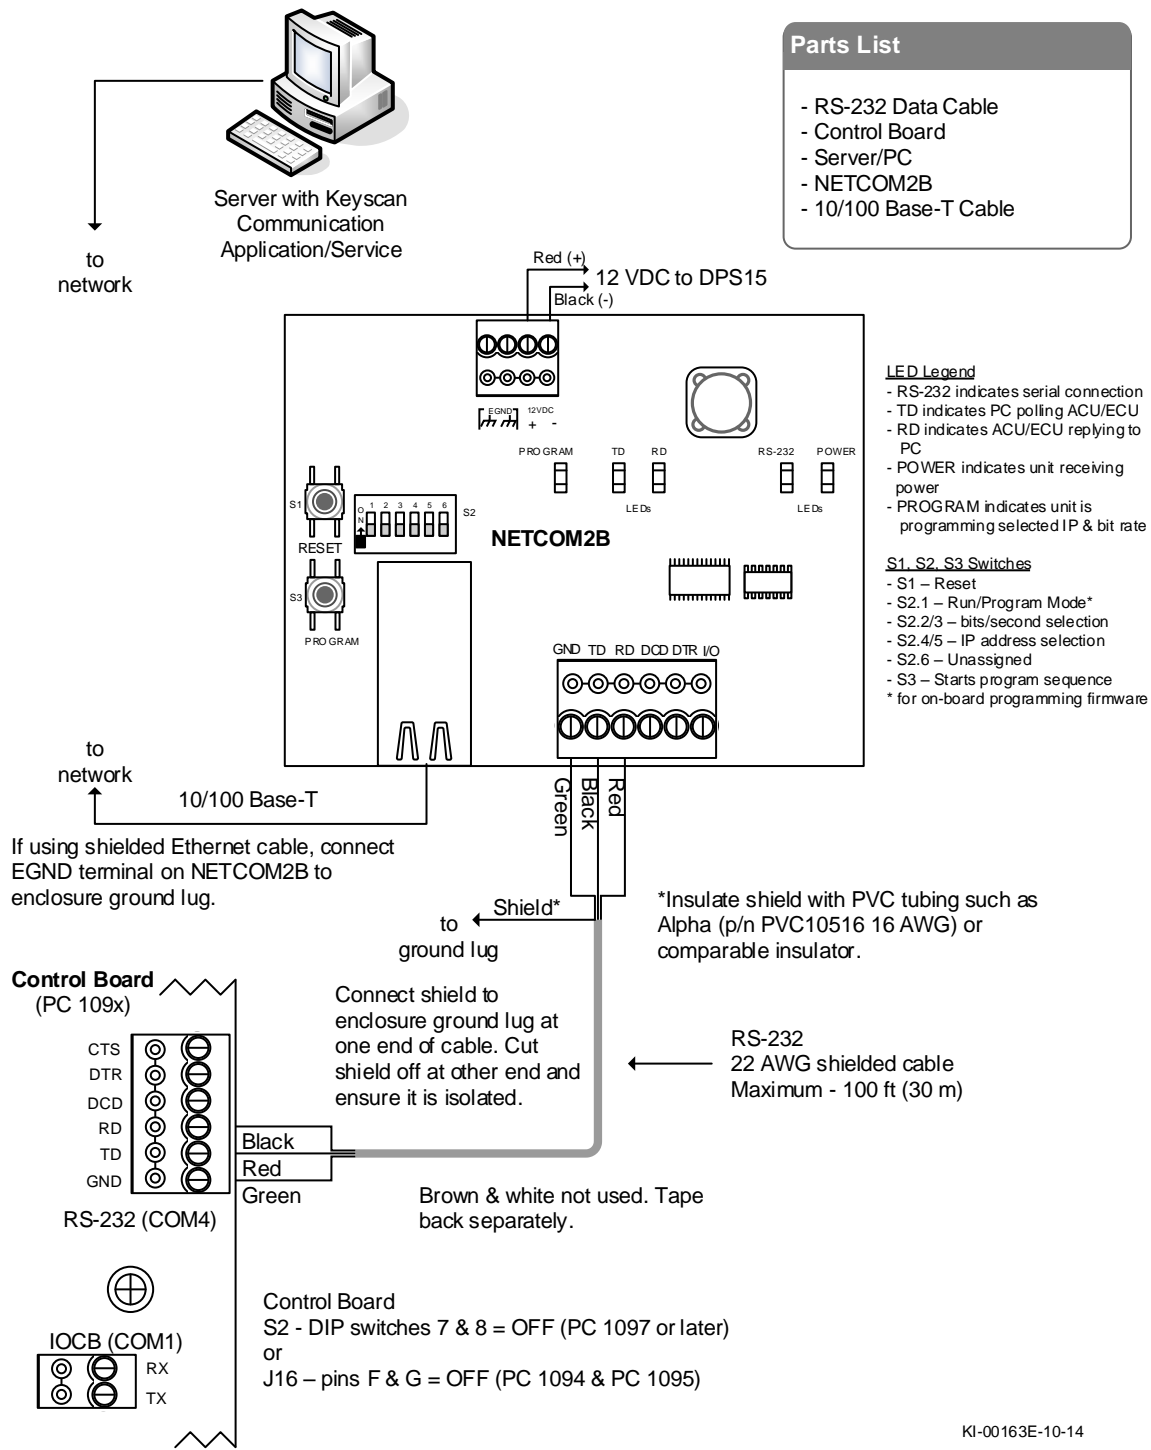 Parts List
- RS-232 Data Cable
- Control Board
- Server/PC
- NETCOM2B
- 10/100 Base-T Cable
Server with Keyscan
Communication
Application/Service
to
network
Red (+)
12 VDC to DPS15
Black (-)
EGND
12VDC
+ -
PROGRAM
TD
RD
RS-232
POWER
LEDs
LEDs
S1
RESET
O
N
1 2 3 4 5 6
S2
NETCOM2B
S3
PROGRAM
GND TD RD DCD DTR I/O
LED Legend
- RS-232 indicates serial connection
- TD indicates PC polling ACU/ECU
- RD indicates ACU/ECU replying to
PC
- POWER indicates unit receiving
power
- PROGRAM indicates unit is
programming selected IP & bit rate
S1, S2, S3 Switches
- S1 – Reset
- S2.1 – Run/Program Mode*
- S2.2/3 – bits/second selection
- S2.4/5 – IP address selection
- S2.6 – Unassigned
- S3 – Starts program sequence
* for on-board programming firmware
to
network
10/100 Base-T
If using shielded Ethernet cable, connect
EGND terminal on NETCOM2B to
enclosure ground lug.
Green
Black
Red
Shield*
to
ground lug
*Insulate shield with PVC tubing such as
Alpha (p/n PVC10516 16 AWG) or
comparable insulator.
Control Board
(PC 109x)
Connect shield to
enclosure ground lug at
one end of cable. Cut
shield off at other end and
ensure it is isolated.
RS-232
22 AWG shielded cable
Maximum - 100 ft (30 m)
CTS
DTR
DCD
RD
TD
GND
Black
Red
Green
RS-232 (COM4)
Brown & white not used. Tape
back separately.
IOCB (COM1)
RX
TX
Control Board
S2 - DIP switches 7 & 8 = OFF (PC 1097 or later)
or
J16 – pins F & G = OFF (PC 1094 & PC 1095)
KI-00163E-10-14